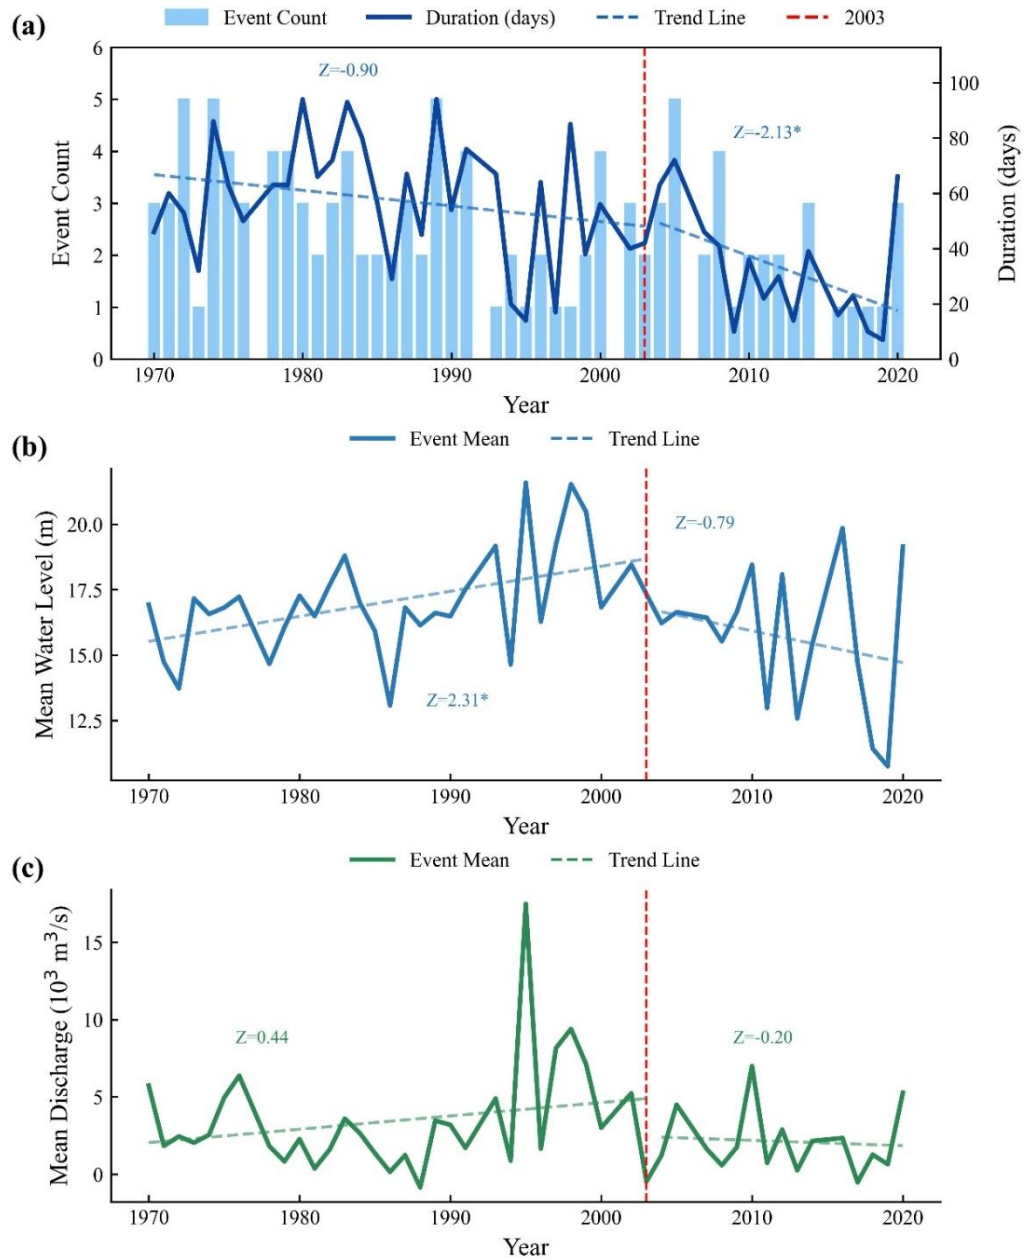 (a)
Event Count Duration (days) Trend Line 2003
6
5
4
3
2
1
0
Event Count
Z=-0.90
Z=-2.13*
100
80
60
40
20
0
Duration (days)
1970 1980 1990 2000 2010 2020
Year
(b)
Event Mean Trend Line
20.0
17.5
15.0
12.5
Mean Water Level (m)
Z=-0.79
Z=2.31*
1970 1980 1990 2000 2010 2020
Year
(c)
Event Mean Trend Line
15
10
5
0
Mean Discharge (10³ m³/s)
Z=0.44
Z=-0.20
1970 1980 1990 2000 2010 2020
Year